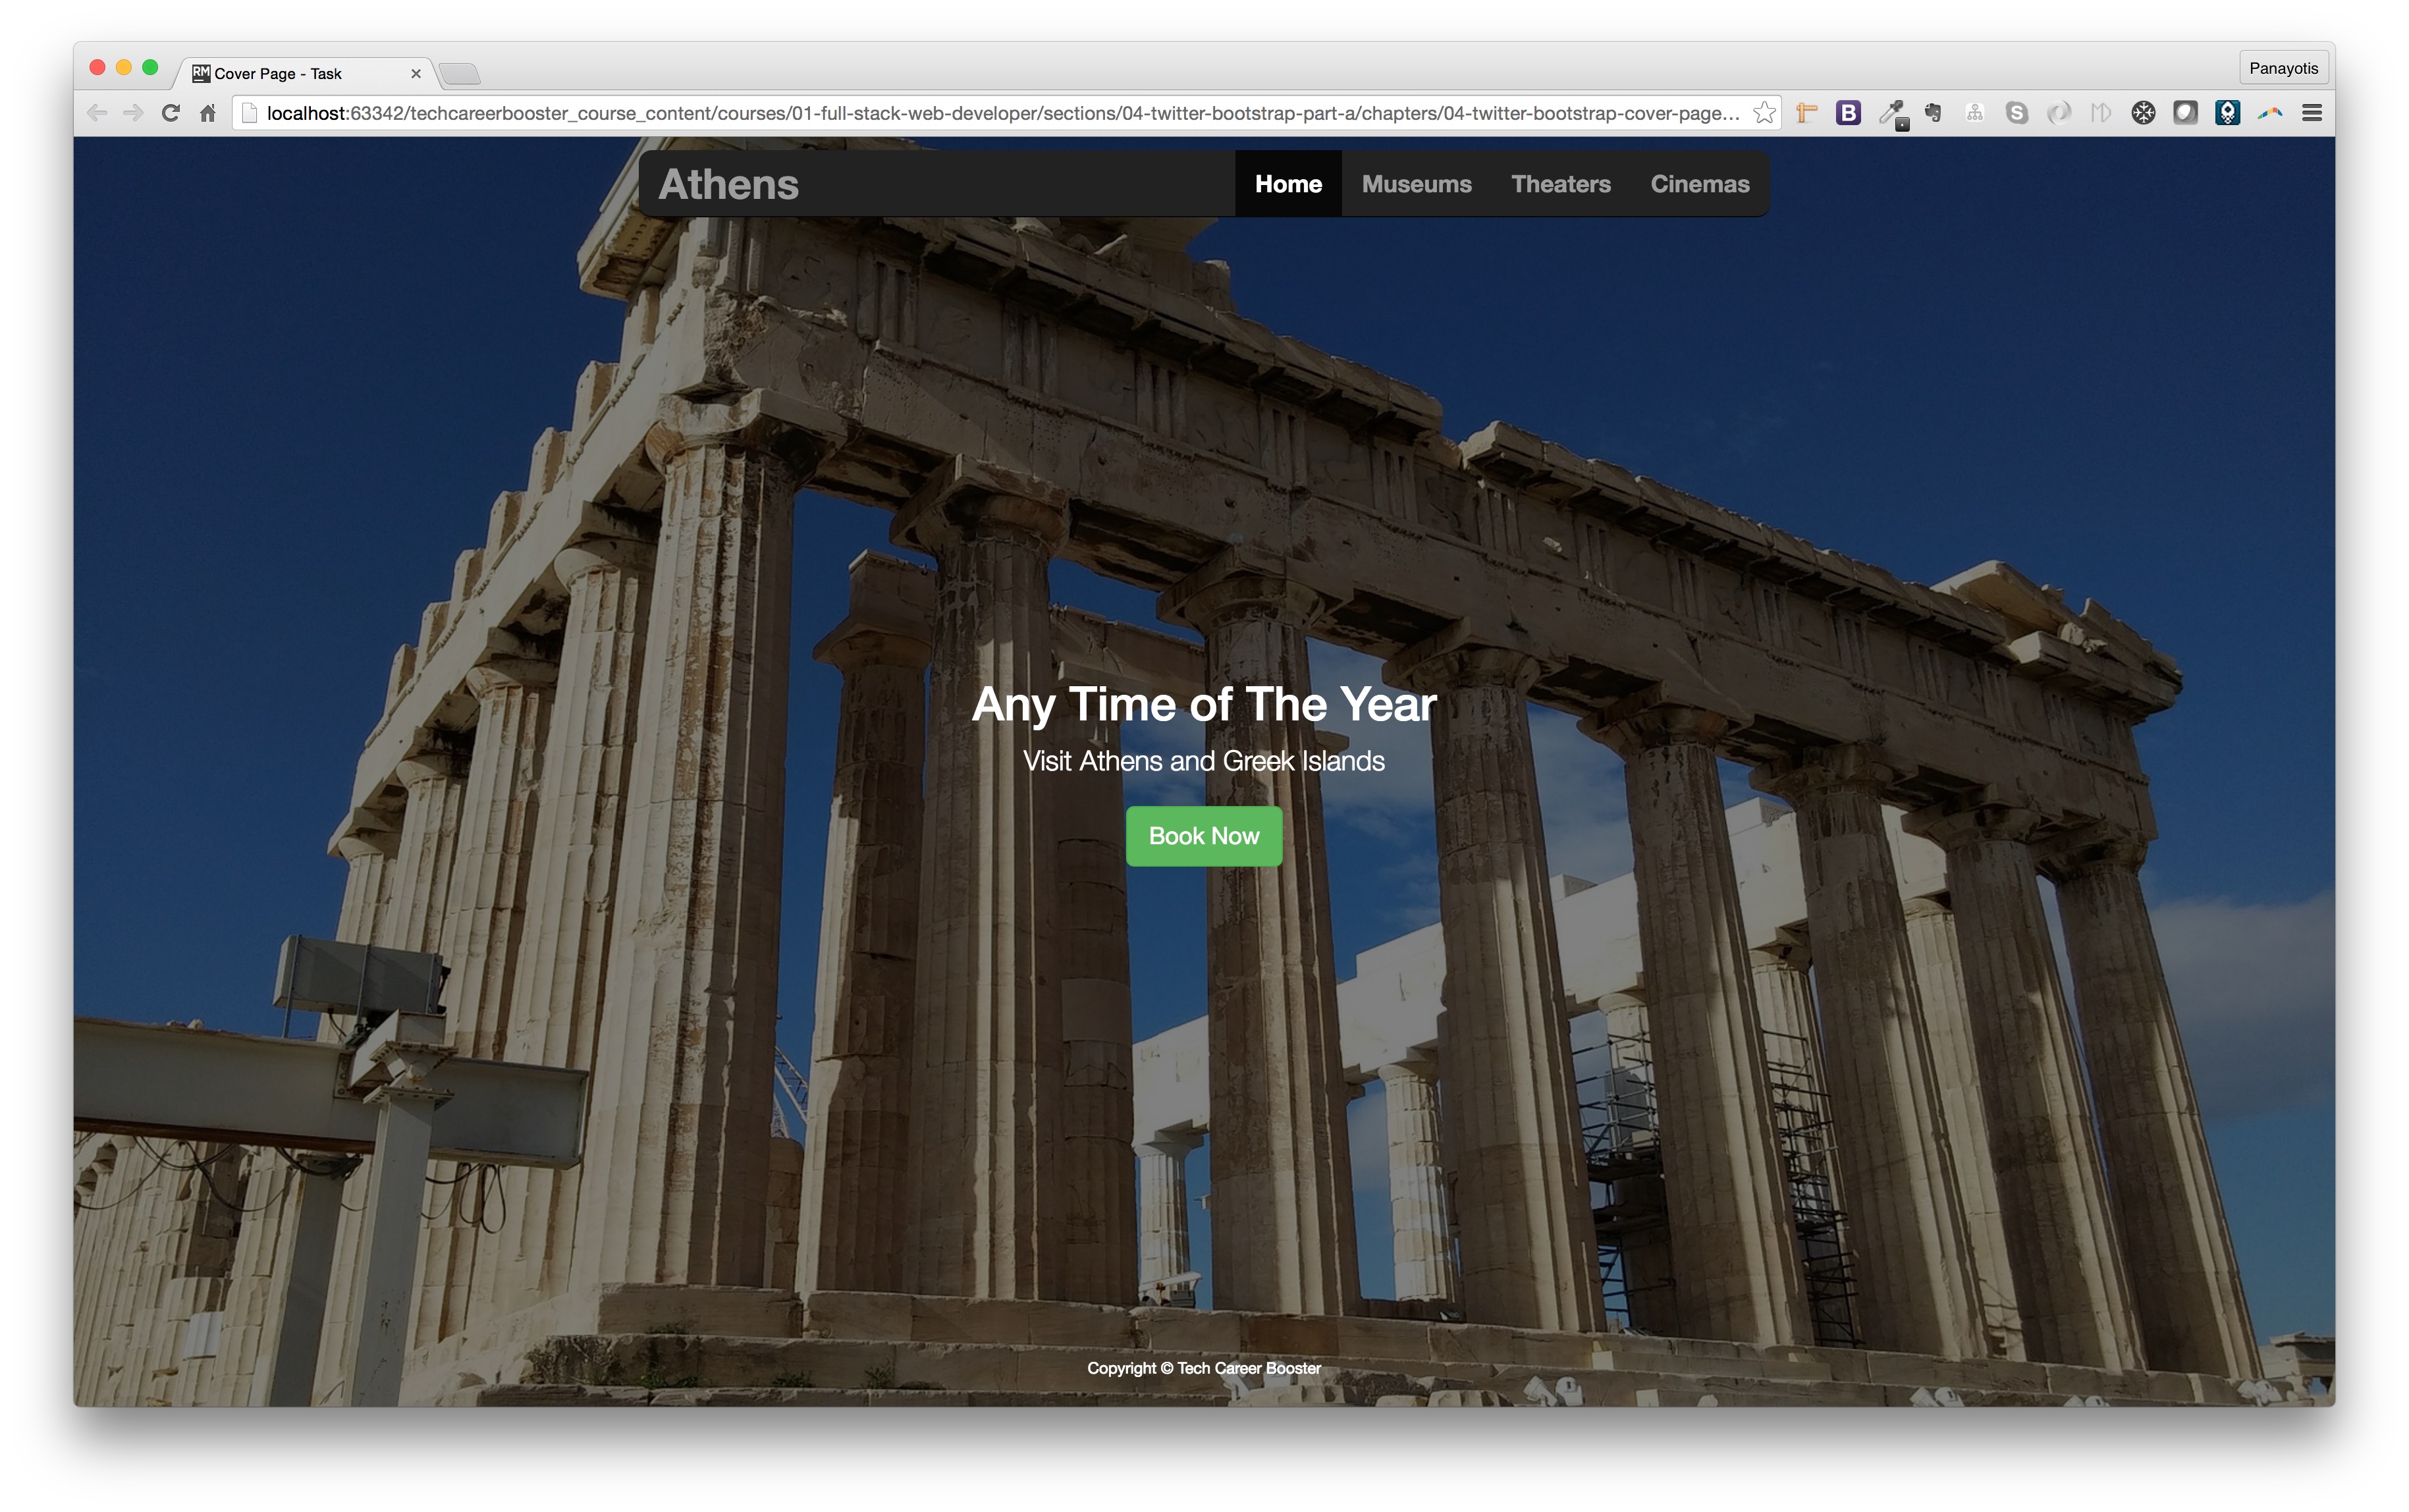 RM Cover Page - Task
Panayotis
localhost:63342/techcareerbooster_course_content/courses/01-full-stack-web-developer/sections/04-twitter-bootstrap-part-a/chapters/04-twitter-bootstrap-cover-page...
Athens Home Museums Theaters Cinemas
Any Time of The Year
Visit Athens and Greek Islands
Book Now
Copyright © Tech Career Booster